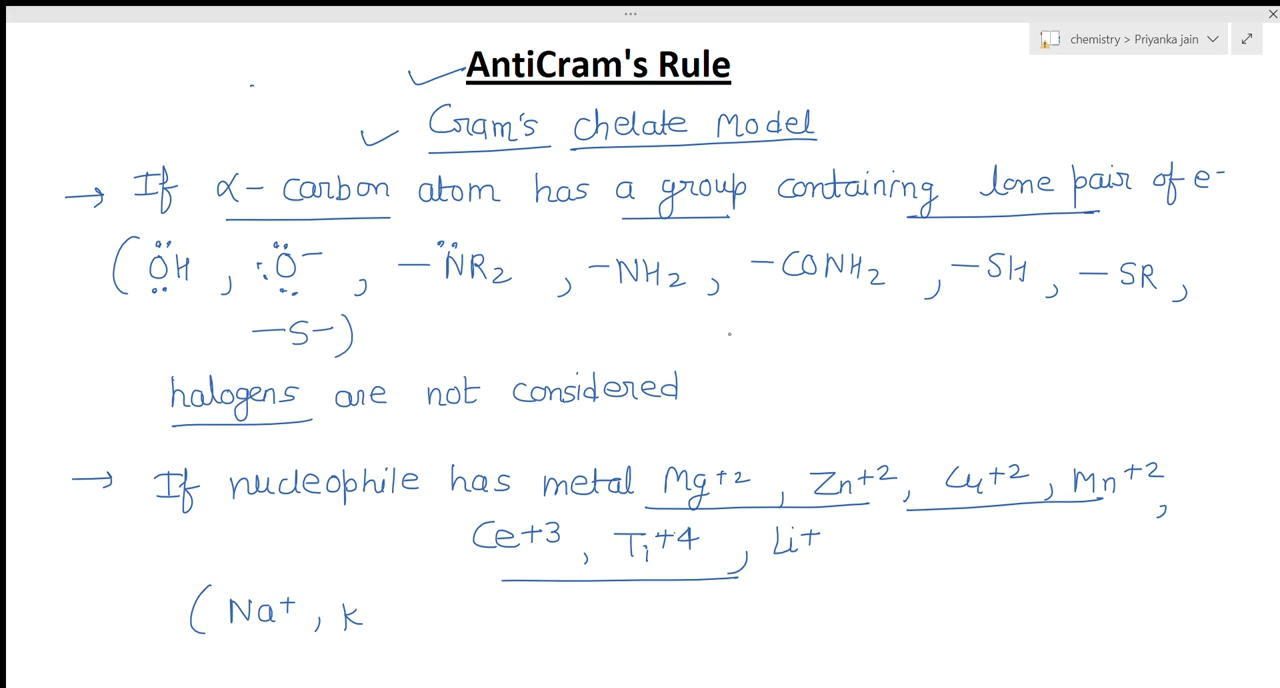 chemistry > Priyanka jain
AntiCram's Rule
Cram's chelate Model
→ If α- carbon atom has a group containing lone pair of e-
(ÖH, :Ö⁻, -N̈R2, -NH2, -CONH2, -SH, -SR,
-S-)
halogens are not considered
→ If nucleophile has metal Mg+2, Zn+2, Cu+2, Mn+2,
Ce+3, Ti+4, Li+
(Na+, K